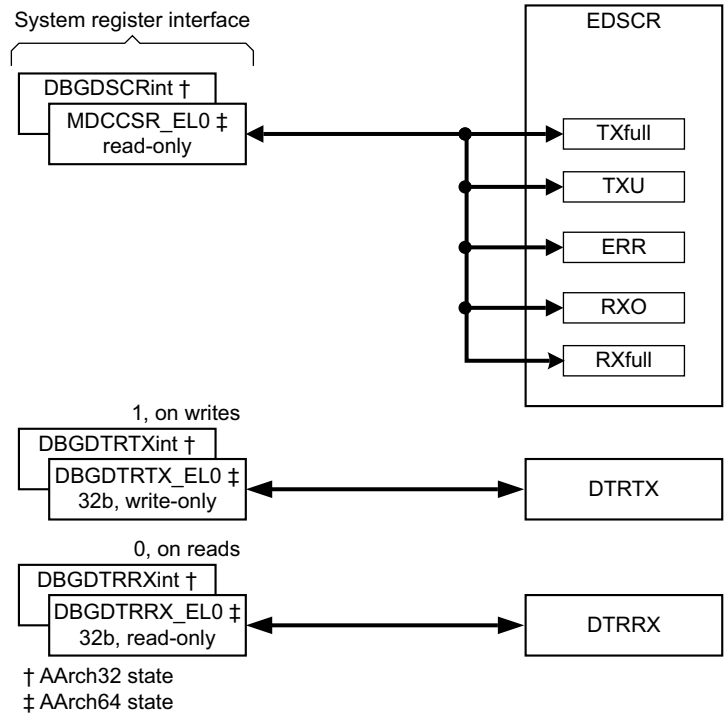 System register interface
EDSCR
DBGDSCRint †
MDCCSR_EL0 ‡
read-only
TXfull
TXU
ERR
RXO
RXfull
1, on writes
DBGDTRTXint †
DBGDTRTX_EL0 ‡
32b, write-only
DTRTX
0, on reads
DBGDTRRXint †
DBGDTRRX_EL0 ‡
32b, read-only
DTRRX
† AArch32 state
‡ AArch64 state